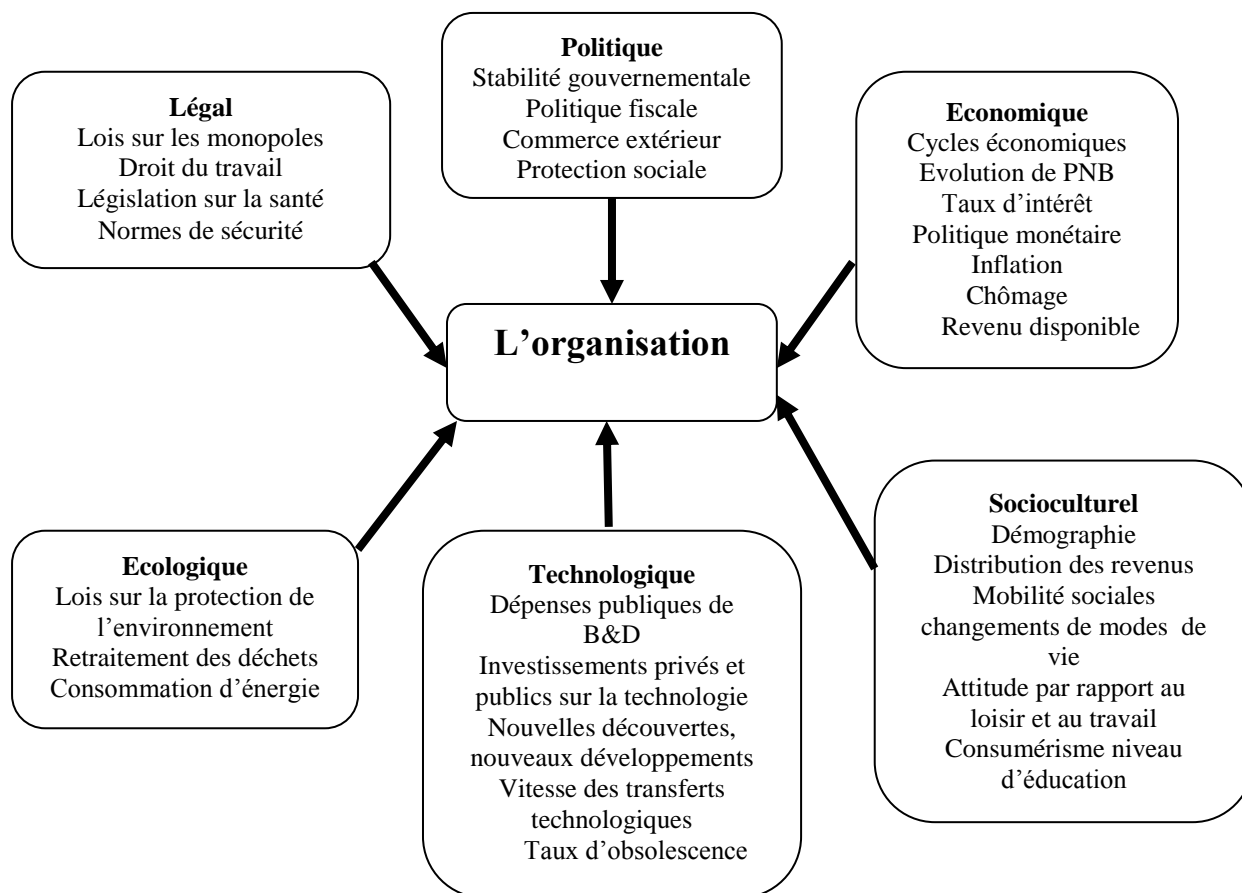 Politique
Stabilité gouvernementale
Politique fiscale
Commerce extérieur
Protection sociale
Légal
Lois sur les monopoles
Droit du travail
Législation sur la santé
Normes de sécurité
Economique
Cycles économiques
Evolution de PNB
Taux d’intérêt
Politique monétaire
Inflation
Chômage
Revenu disponible
L’organisation
Ecologique
Lois sur la protection de
l’environnement
Retraitement des déchets
Consommation d’énergie
Technologique
Dépenses publiques de
B&D
Investissements privés et
publics sur la technologie
Nouvelles découvertes,
nouveaux développements
Vitesse des transferts
technologiques
Taux d’obsolescence
Socioculturel
Démographie
Distribution des revenus
Mobilité sociales
changements de modes de
vie
Attitude par rapport au
loisir et au travail
Consumérisme niveau
d’éducation